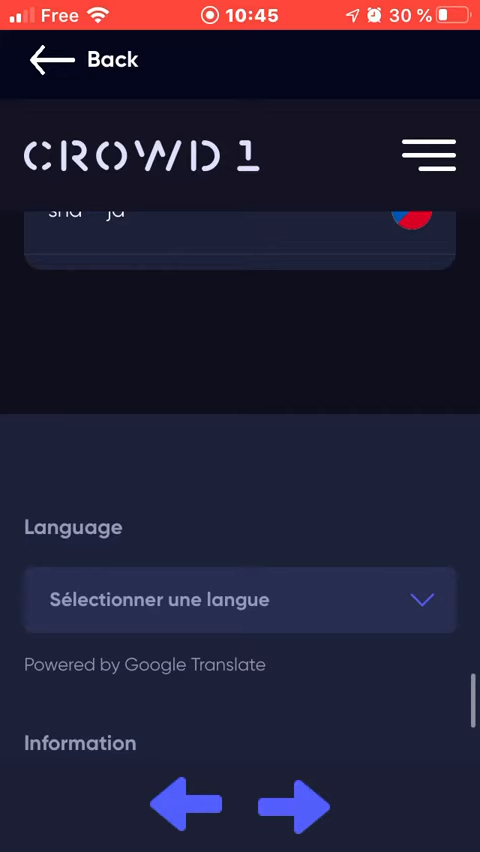 Free 10:45 30 %
Back
CROWD 1
Language
Sélectionner une langue
Powered by Google Translate
Information